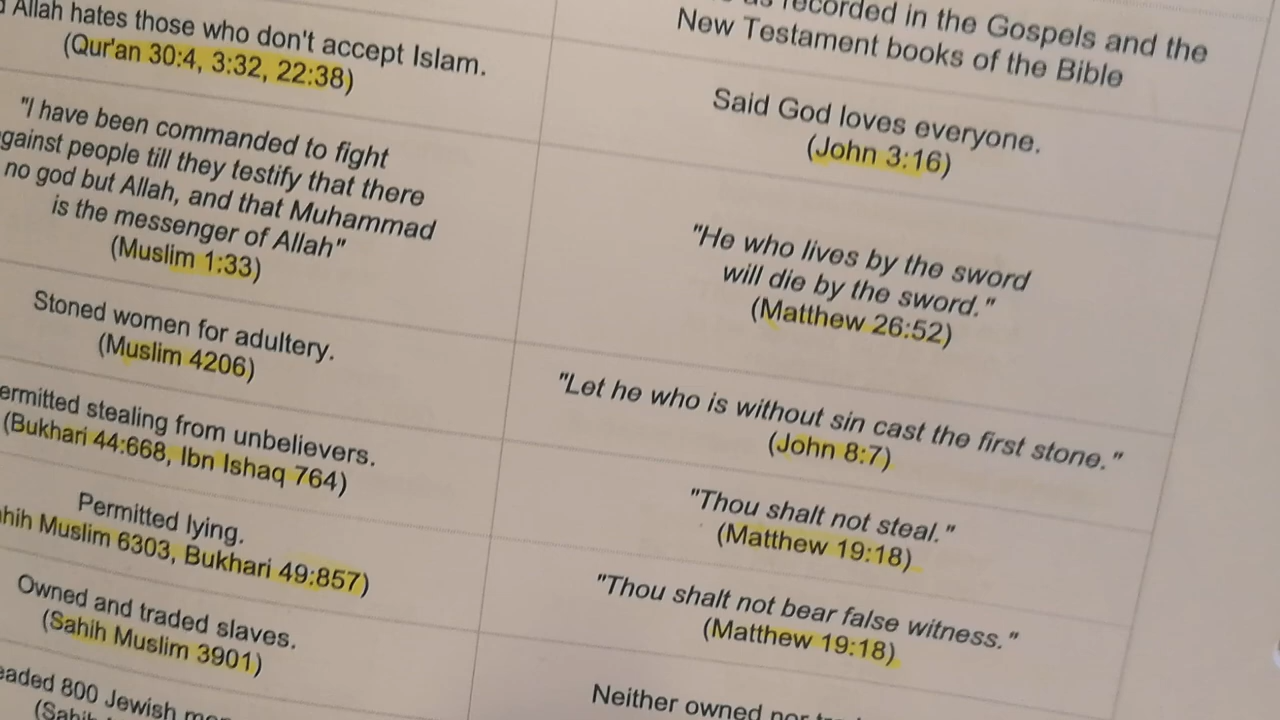 Allah hates those who don't accept Islam.
(Qur'an 30:4, 3:32, 22:38)
"I have been commanded to fight
against people till they testify that there
no god but Allah, and that Muhammad
is the messenger of Allah"
(Muslim 1:33)
Stoned women for adultery.
(Muslim 4206)
ermitted stealing from unbelievers.
(Bukhari 44:668, Ibn Ishaq 764)
Permitted lying.
hih Muslim 6303, Bukhari 49:857)
Owned and traded slaves.
(Sahih Muslim 3901)
eaded 800 Jewish
(Sahih
as recorded in the Gospels and the
New Testament books of the Bible
Said God loves everyone.
(John 3:16)
"He who lives by the sword
will die by the sword."
(Matthew 26:52)
"Let he who is without sin cast the first stone."
(John 8:7)
"Thou shalt not steal."
(Matthew 19:18)
"Thou shalt not bear false witness."
(Matthew 19:18)
Neither owned nor